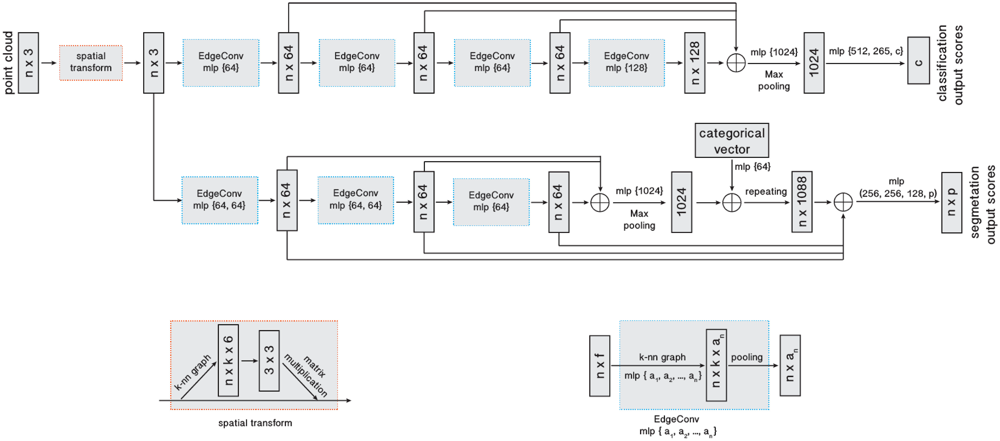 point cloud
n x 3
spatial
transform
n x 3
EdgeConv
mlp {64}
n x 64
EdgeConv
mlp {64}
n x 64
EdgeConv
mlp {64}
n x 64
EdgeConv
mlp {128}
n x 128
mlp {1024}
Max
pooling
1024
mlp {512, 265, c}
c
classification
output scores
categorical
vector
mlp {64}
EdgeConv
mlp {64, 64}
n x 64
EdgeConv
mlp {64, 64}
n x 64
EdgeConv
mlp {64}
n x 64
mlp {1024}
Max
pooling
1024
repeating
n x 1088
mlp
(256, 256, 128, p)
n x p
segmetation
output scores
k-nn graph
n x k x 6
3 x 3
matrix
multiplication
spatial transform
n x f
k-nn graph
mlp { a₁, a₂, ..., aₙ}
n x k x aₙ
pooling
n x aₙ
EdgeConv
mlp { a₁, a₂, ..., aₙ}